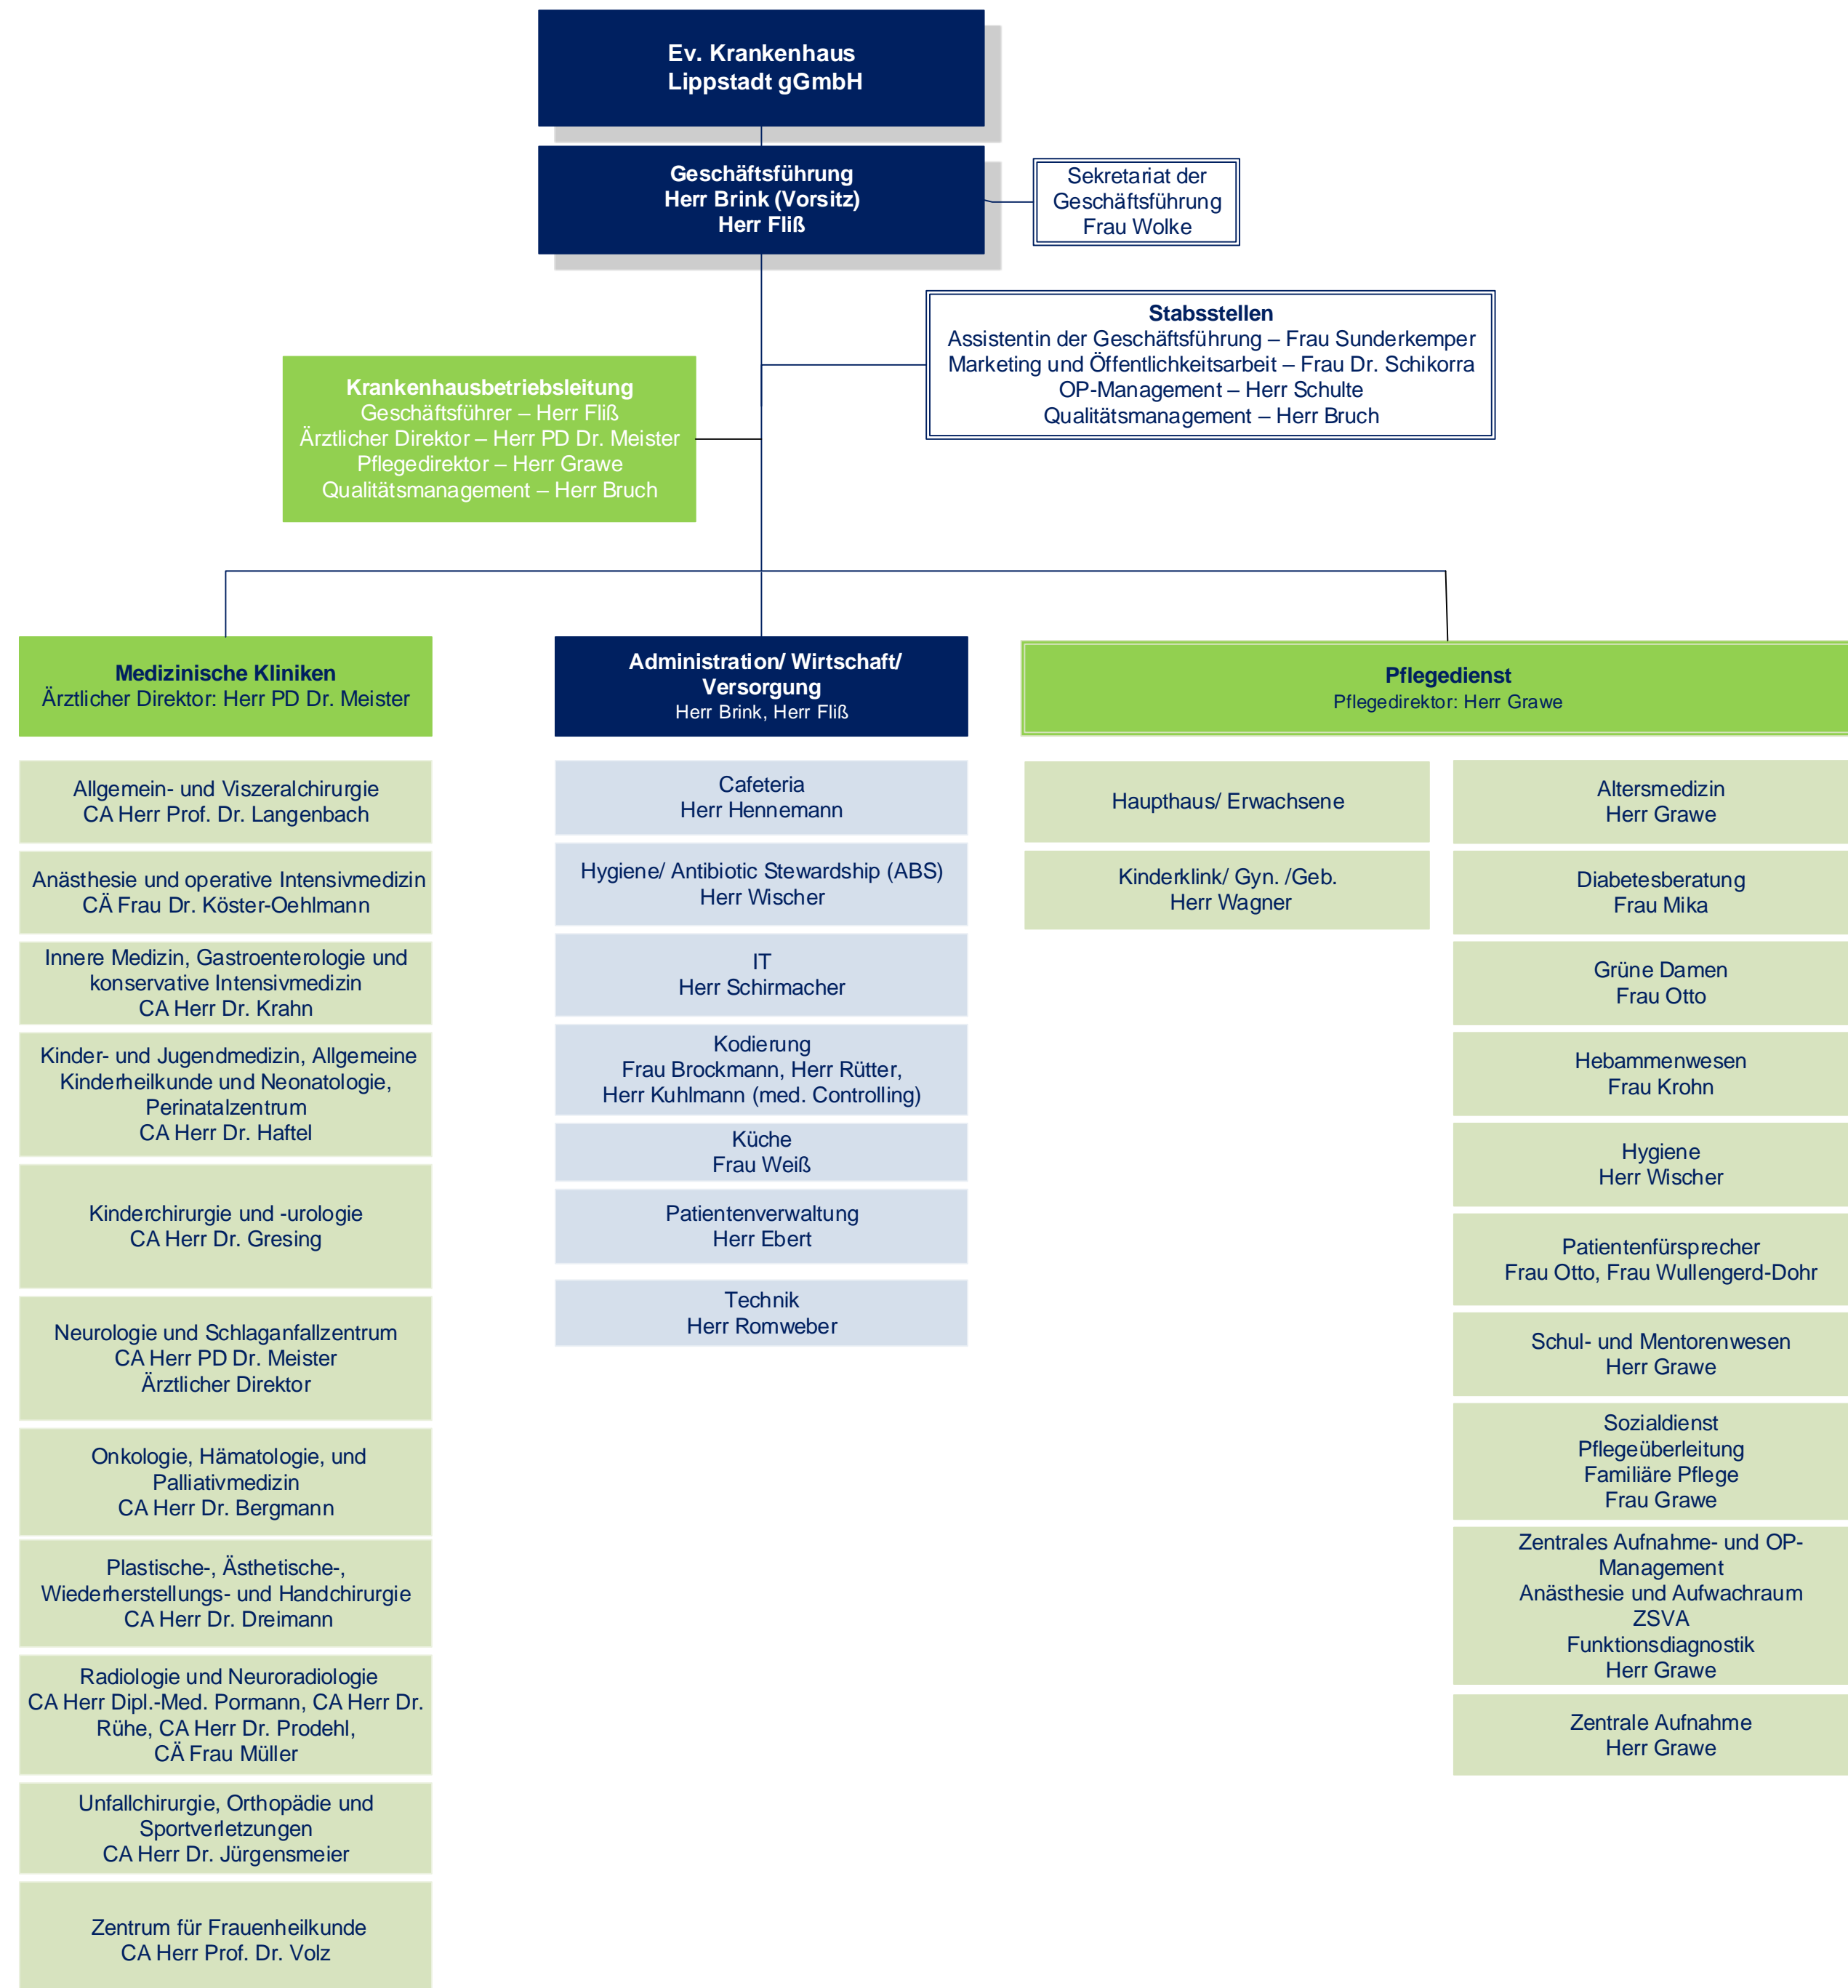 Ev. Krankenhaus
Lippstadt gGmbH
Geschäftsführung
Herr Brink (Vorsitz)
Herr Fliß
Sekretariat der
Geschäftsführung
Frau Wolke
Stabsstellen
Assistentin der Geschäftsführung – Frau Sunderkemper
Marketing und Öffentlichkeitsarbeit – Frau Dr. Schikorra
OP-Management – Herr Schulte
Qualitätsmanagement – Herr Bruch
Krankenhausbetriebsleitung
Geschäftsführer – Herr Fliß
Ärztlicher Direktor – Herr PD Dr. Meister
Pflegedirektor – Herr Grawe
Qualitätsmanagement – Herr Bruch
Medizinische Kliniken
Ärztlicher Direktor: Herr PD Dr. Meister
Allgemein- und Viszeralchirurgie
CA Herr Prof. Dr. Langenbach
Anästhesie und operative Intensivmedizin
CÄ Frau Dr. Köster-Oehlmann
Innere Medizin, Gastroenterologie und
konservative Intensivmedizin
CA Herr Dr. Krahn
Kinder- und Jugendmedizin, Allgemeine
Kinderheilkunde und Neonatologie,
Perinatalzentrum
CA Herr Dr. Haftel
Kinderchirurgie und -urologie
CA Herr Dr. Gresing
Neurologie und Schlaganfallzentrum
CA Herr PD Dr. Meister
Ärztlicher Direktor
Onkologie, Hämatologie, und
Palliativmedizin
CA Herr Dr. Bergmann
Plastische-, Ästhetische-,
Wiederherstellungs- und Handchirurgie
CA Herr Dr. Dreimann
Radiologie und Neuroradiologie
CA Herr Dipl.-Med. Pormann, CA Herr Dr.
Rühe, CA Herr Dr. Prodehl,
CÄ Frau Müller
Unfallchirurgie, Orthopädie und
Sportverletzungen
CA Herr Dr. Jürgensmeier
Zentrum für Frauenheilkunde
CA Herr Prof. Dr. Volz
Administration/ Wirtschaft/
Versorgung
Herr Brink, Herr Fliß
Cafeteria
Herr Hennemann
Hygiene/ Antibiotic Stewardship (ABS)
Herr Wischer
IT
Herr Schirmacher
Kodierung
Frau Brockmann, Herr Rütter,
Herr Kuhlmann (med. Controlling)
Küche
Frau Weiß
Patientenverwaltung
Herr Ebert
Technik
Herr Romweber
Pflegedienst
Pflegedirektor: Herr Grawe
Haupthaus/ Erwachsene
Kinderklink/ Gyn. /Geb.
Herr Wagner
Altersmedizin
Herr Grawe
Diabetesberatung
Frau Mika
Grüne Damen
Frau Otto
Hebammenwesen
Frau Krohn
Hygiene
Herr Wischer
Patientenfürsprecher
Frau Otto, Frau Wullengerd-Dohr
Schul- und Mentorenwesen
Herr Grawe
Sozialdienst
Pflegeüberleitung
Familiäre Pflege
Frau Grawe
Zentrales Aufnahme- und OP-
Management
Anästhesie und Aufwachraum
ZSVA
Funktionsdiagnostik
Herr Grawe
Zentrale Aufnahme
Herr Grawe